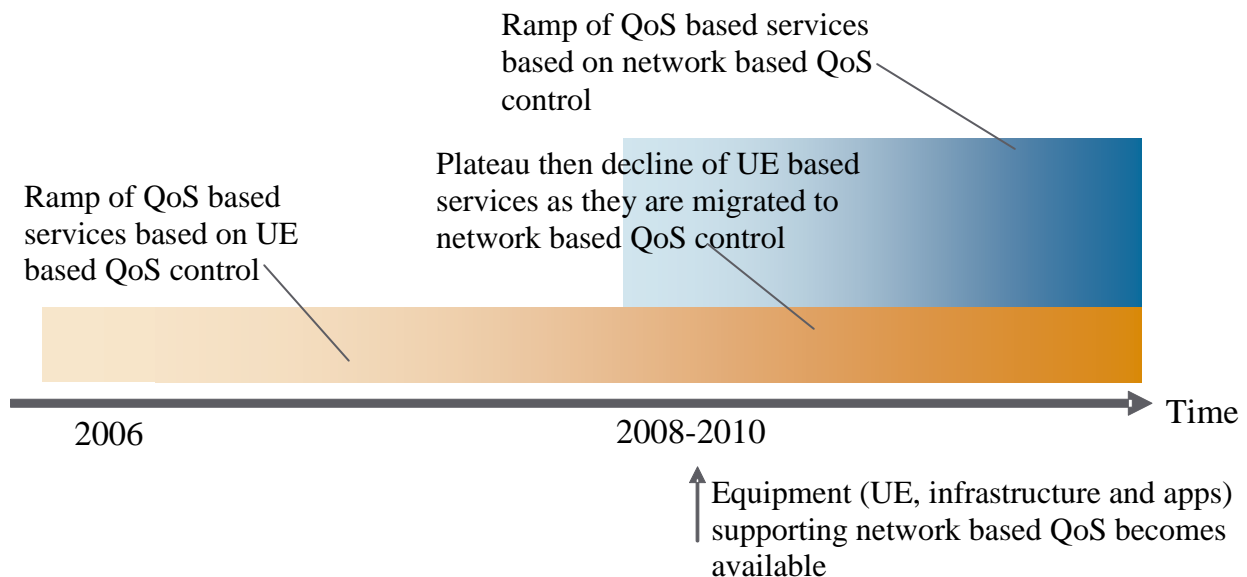 Ramp of QoS based services
based on network based QoS
control
Plateau then decline of UE based
services as they are migrated to
network based QoS control
Ramp of QoS based
services based on UE
based QoS control
Time
2006
2008-2010
Equipment (UE, infrastructure and apps)
supporting network based QoS becomes
available